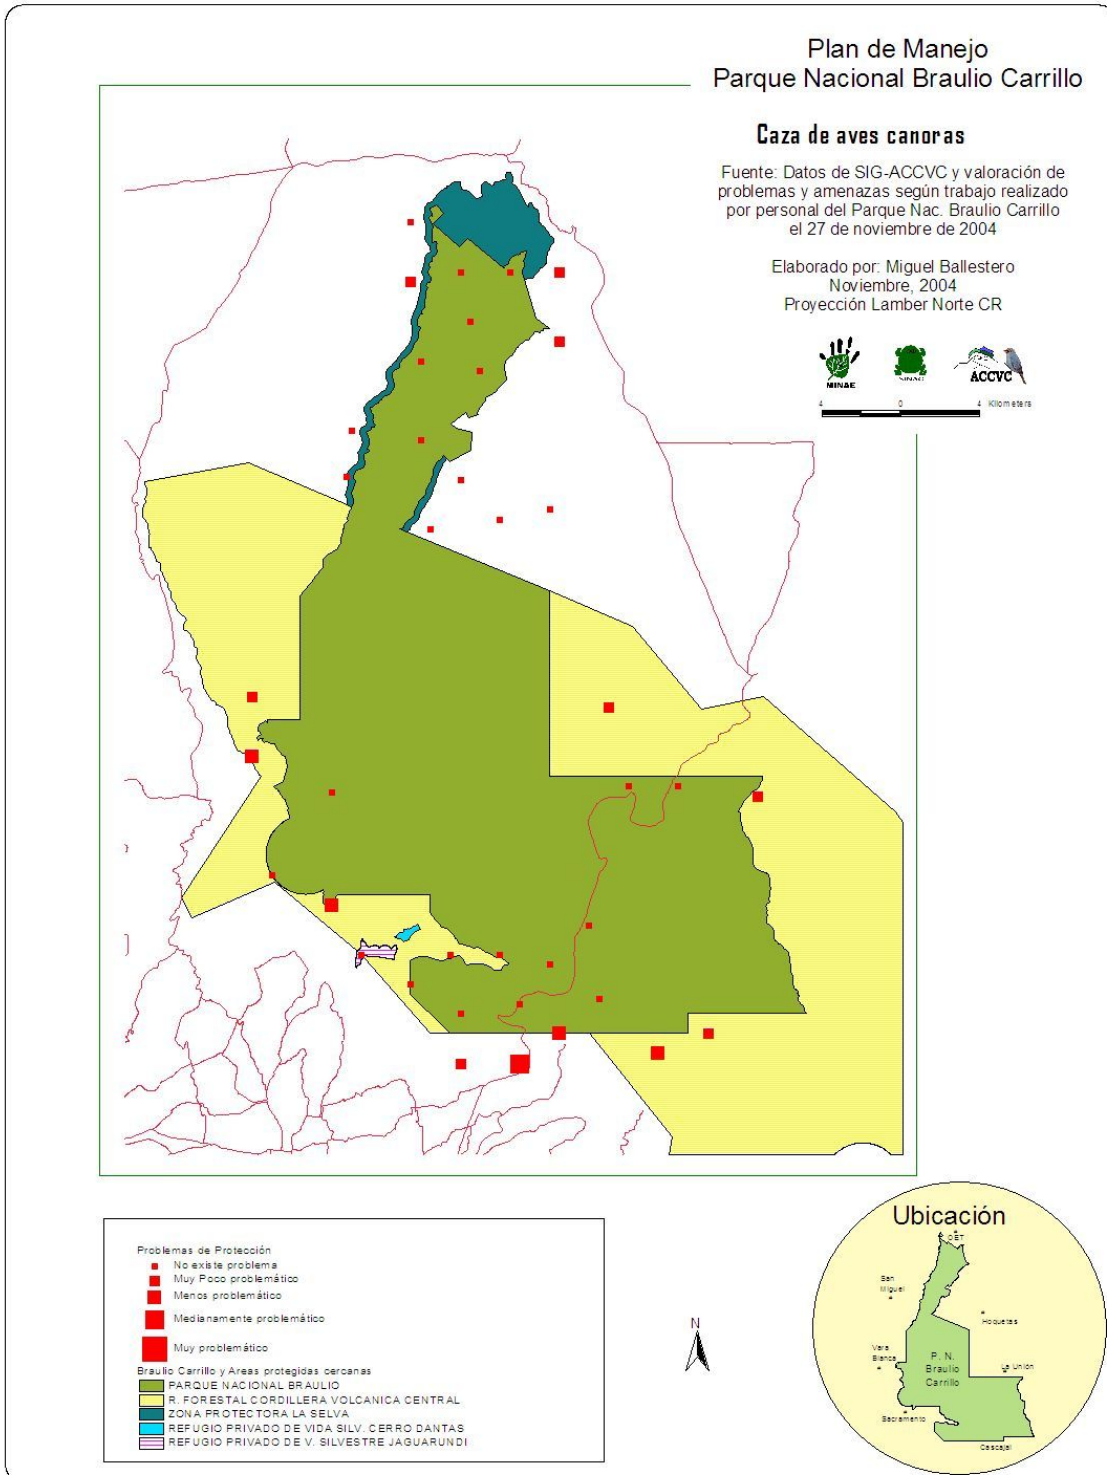 Plan de Manejo
Parque Nacional Braulio Carrillo
Caza de aves canoras
Fuente: Datos de SIG-ACCVC y valoración de
problemas y amenazas según trabajo realizado
por personal del Parque Nac. Braulio Carrillo
el 27 de noviembre de 2004
Elaborado por: Miguel Ballestero
Noviembre, 2004
Proyección Lamber Norte CR
MINAE
SINAC
ACCVC
4 0 4 Kilometers
Problemas de Protección
No existe problema
Muy Poco problemático
Menos problemático
Medianamente problemático
Muy problemático
Braulio Carrillo y Areas protegidas cercanas
PARQUE NACIONAL BRAULIO
R. FORESTAL CORDILLERA VOLCANICA CENTRAL
ZONA PROTECTORA LA SELVA
REFUGIO PRIVADO DE VIDA SILV. CERRO DANTAS
REFUGIO PRIVADO DE V. SILVESTRE JAGUARUNDI
N
Ubicación
OET
San
Miguel
Hoquetas
Vara
Blanca
P. N.
Braulio
Carrillo
La Unión
Sacramento
Cascajal